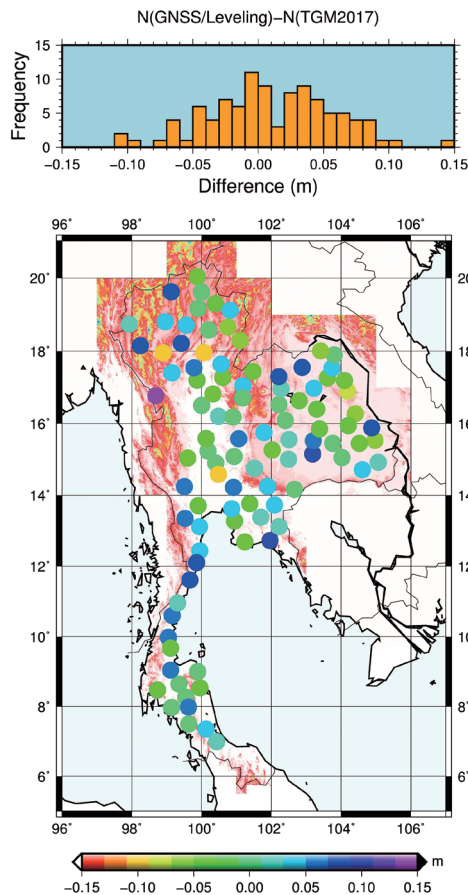 N(GNSS/Leveling)−N(TGM2017)
Frequency
15
10
5
0
−0.15 −0.10 −0.05 0.00 0.05 0.10 0.15
Difference (m)
96˚ 98˚ 100˚ 102˚ 104˚ 106˚
20˚ 20˚
18˚ 18˚
16˚ 16˚
14˚ 14˚
12˚ 12˚
10˚ 10˚
8˚ 8˚
6˚ 6˚
96˚ 98˚ 100˚ 102˚ 104˚ 106˚
m
−0.15 −0.10 −0.05 0.00 0.05 0.10 0.15